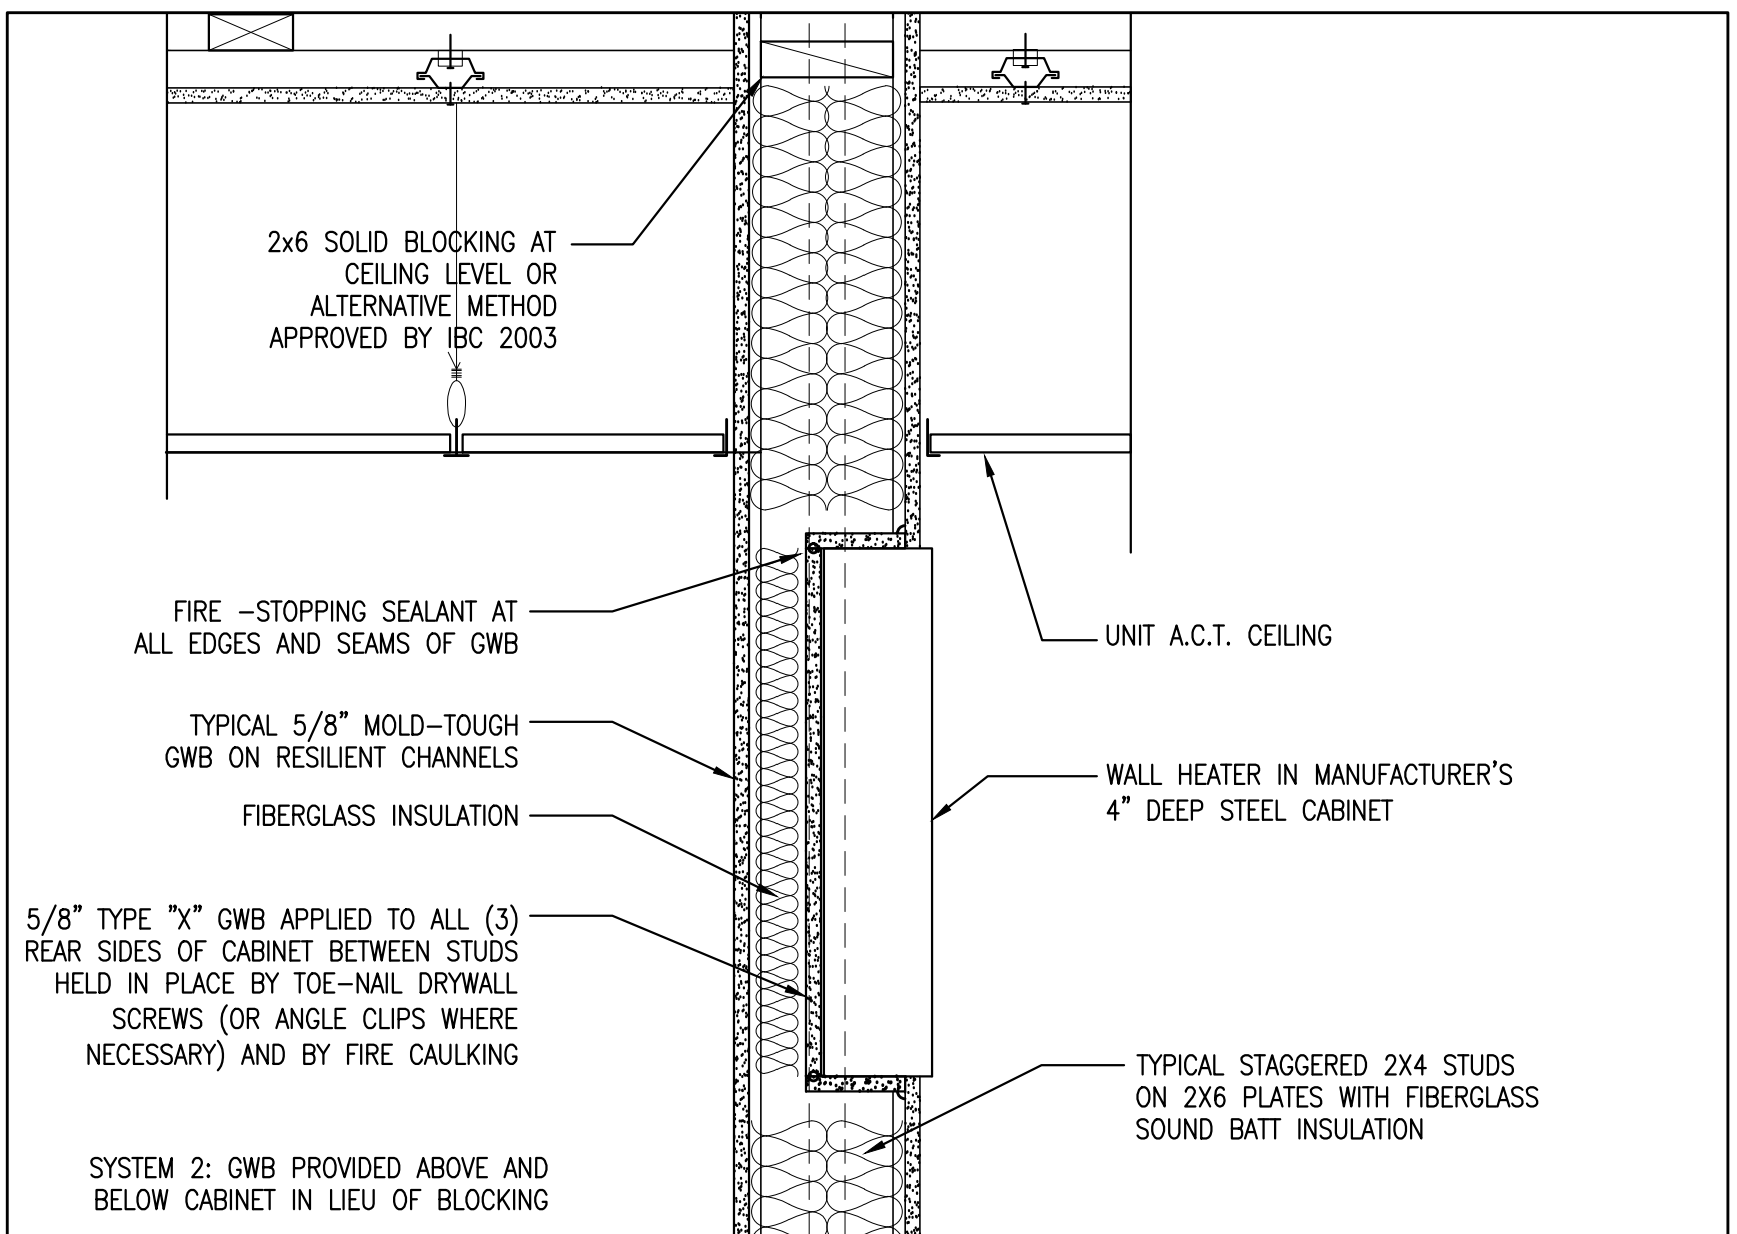 2x6 SOLID BLOCKING AT
CEILING LEVEL OR
ALTERNATIVE METHOD
APPROVED BY IBC 2003
FIRE -STOPPING SEALANT AT
ALL EDGES AND SEAMS OF GWB
TYPICAL 5/8" MOLD-TOUGH
GWB ON RESILIENT CHANNELS
FIBERGLASS INSULATION
5/8" TYPE "X" GWB APPLIED TO ALL (3)
REAR SIDES OF CABINET BETWEEN STUDS
HELD IN PLACE BY TOE-NAIL DRYWALL
SCREWS (OR ANGLE CLIPS WHERE
NECESSARY) AND BY FIRE CAULKING
SYSTEM 2: GWB PROVIDED ABOVE AND
BELOW CABINET IN LIEU OF BLOCKING
UNIT A.C.T. CEILING
WALL HEATER IN MANUFACTURER'S
4" DEEP STEEL CABINET
TYPICAL STAGGERED 2X4 STUDS
ON 2X6 PLATES WITH FIBERGLASS
SOUND BATT INSULATION